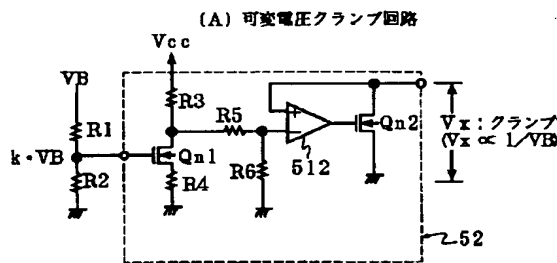 (A) 可変電圧クランプ回路
Vcc
VB
R3
R1
R5
Qn2
k・VB
Qn1
R2
R4
R6
512
Vx:クランプ
(Vx ∝ 1/VB)
52